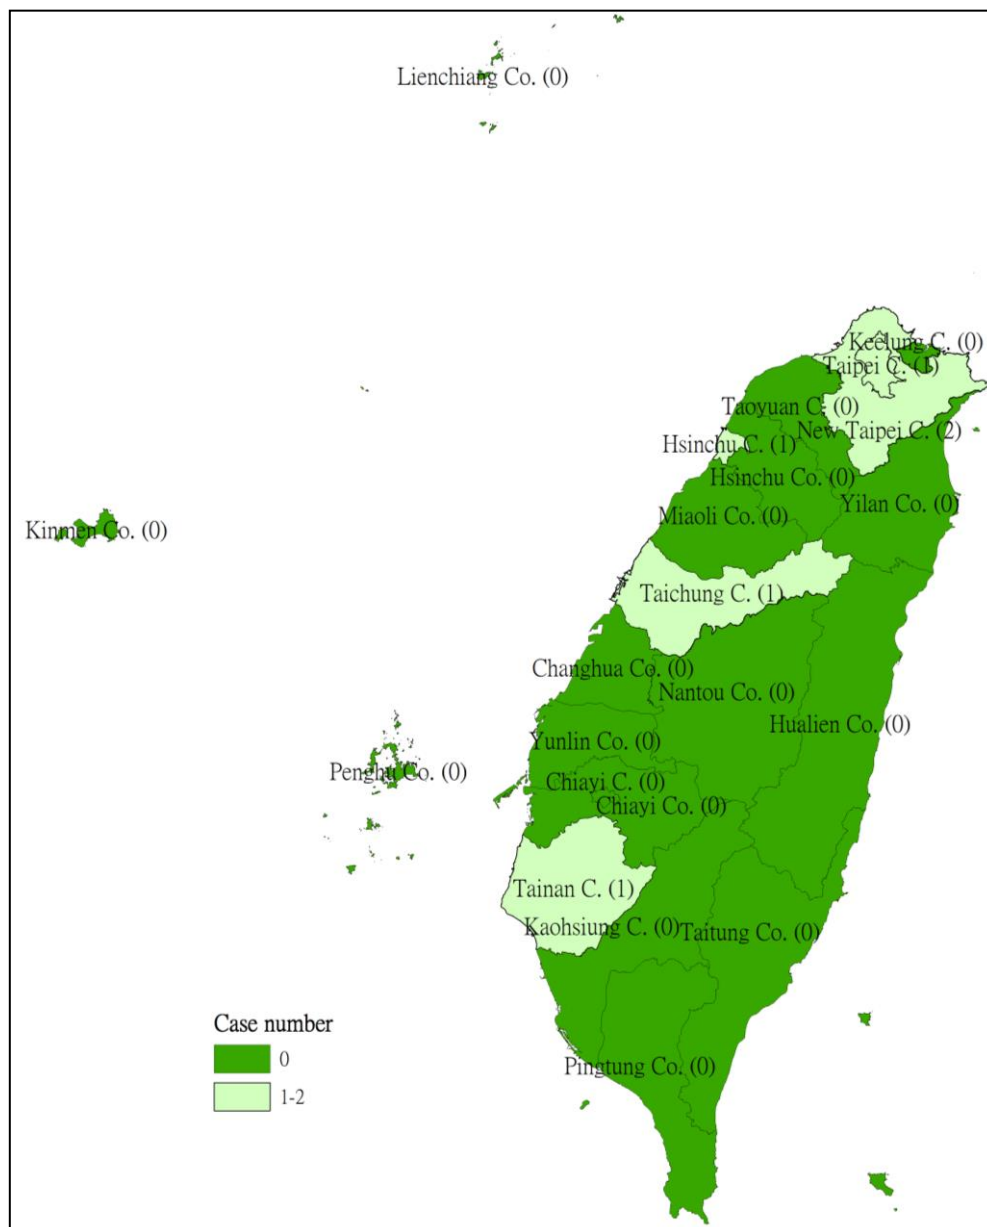 Lienchiang Co. (0)
Keelung C. (0)
Taipei C. (1)
Taoyuan C. (0)
New Taipei C. (2)
Hsinchu C. (1)
Hsinchu Co. (0)
Yilan Co. (0)
Miaoli Co. (0)
Kinmen Co. (0)
Taichung C. (1)
Changhua Co. (0)
Nantou Co. (0)
Hualien Co. (0)
Yunlin Co. (0)
Penghu Co. (0)
Chiayi C. (0)
Chiayi Co. (0)
Tainan C. (1)
Kaohsiung C. (0)
Taitung Co. (0)
Case number
0
1-2
Pingtung Co. (0)